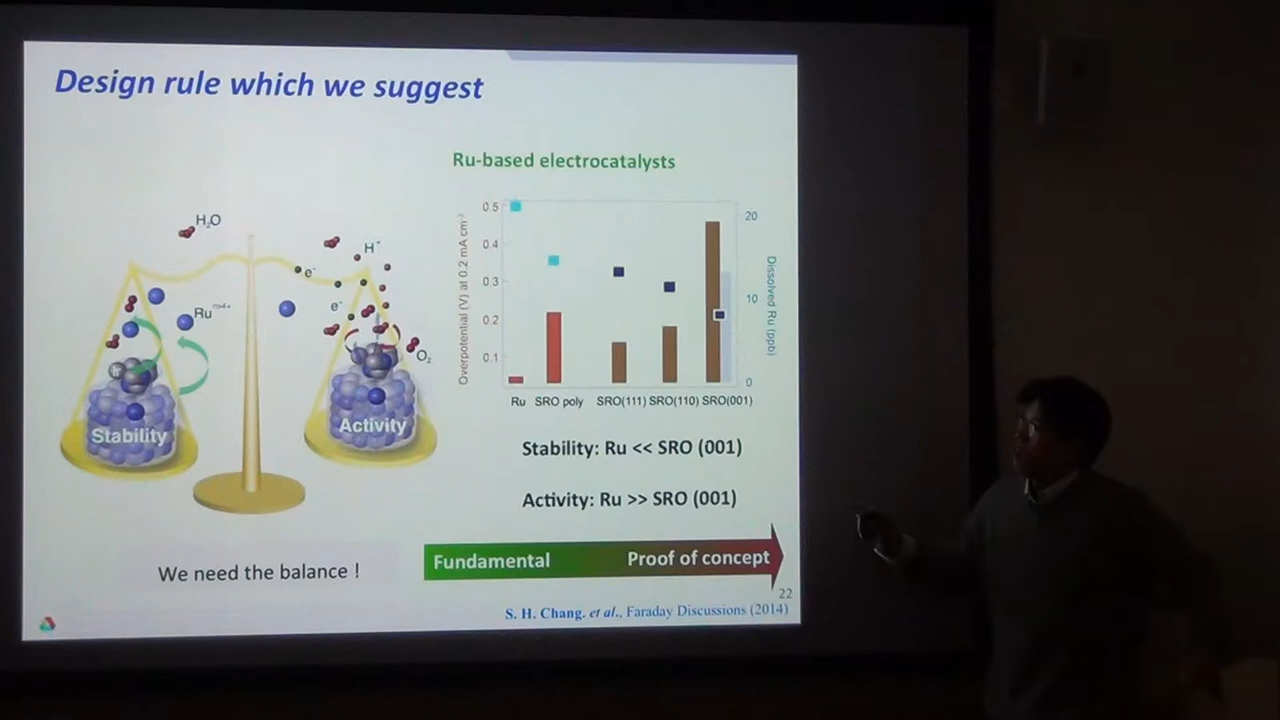 Design rule which we suggest
Ru-based electrocatalysts
H₂O
H⁺
e⁻
Ru
e⁻
O₂
Stability
Activity
We need the balance !
Overpotential (V) at 0.2 mA cm⁻²
0.5
0.4
0.3
0.2
0.1
20
10
0
Dissolved Ru (ppb)
Ru SRO poly SRO(111) SRO(110) SRO(001)
Stability: Ru << SRO (001)
Activity: Ru >> SRO (001)
Fundamental Proof of concept
22
S. H. Chang. et al., Faraday Discussions (2014)